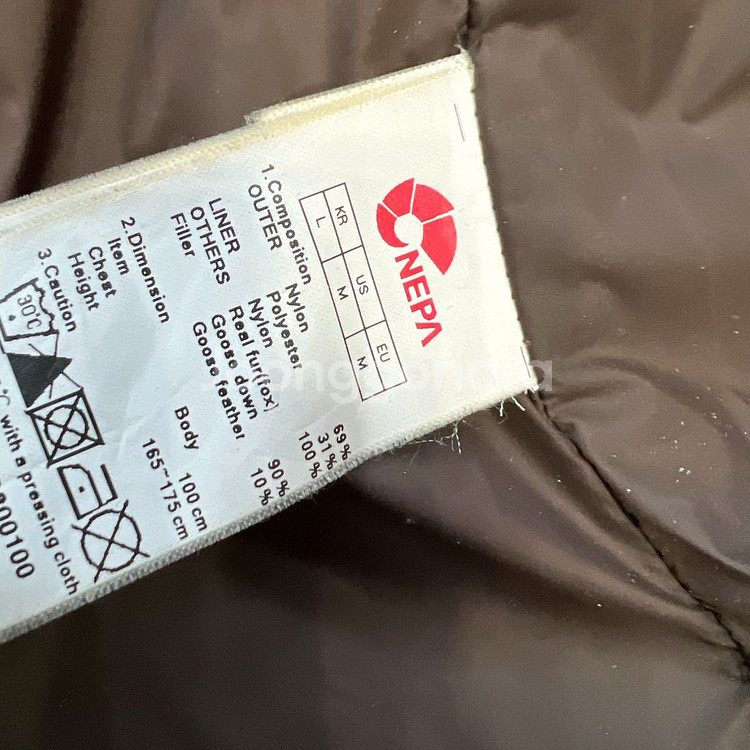 NEPA
KR US EU
L M M
1.Composition
OUTER Nylon 69%
Polyester 31%
LINER Nylon 100%
OTHERS Real fur(fox)
Filler Goose down 90%
Goose feather 10%
2.Dimension
Item Body
Chest 100 cm
Height 165~175 cm
3.Caution
30℃
℃ with a pressing cloth
00100